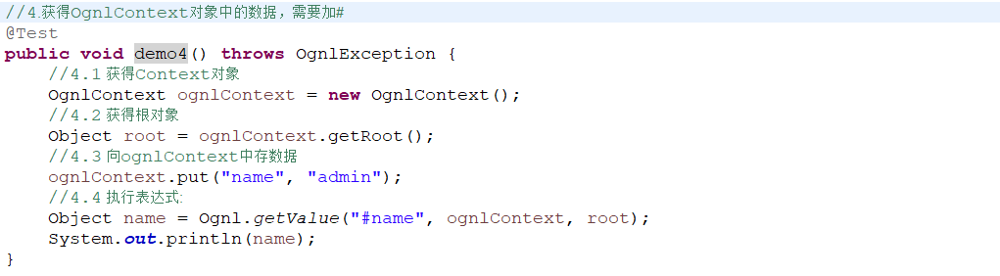 //4.获得OgnlContext对象中的数据，需要加#
@Test
public void demo4() throws OgnlException {
//4.1 获得Context对象
OgnlContext ognlContext = new OgnlContext();
//4.2 获得根对象
Object root = ognlContext.getRoot();
//4.3 向ognlContext中存数据
ognlContext.put("name", "admin");
//4.4 执行表达式:
Object name = Ognl.getValue("#name", ognlContext, root);
System.out.println(name);
}